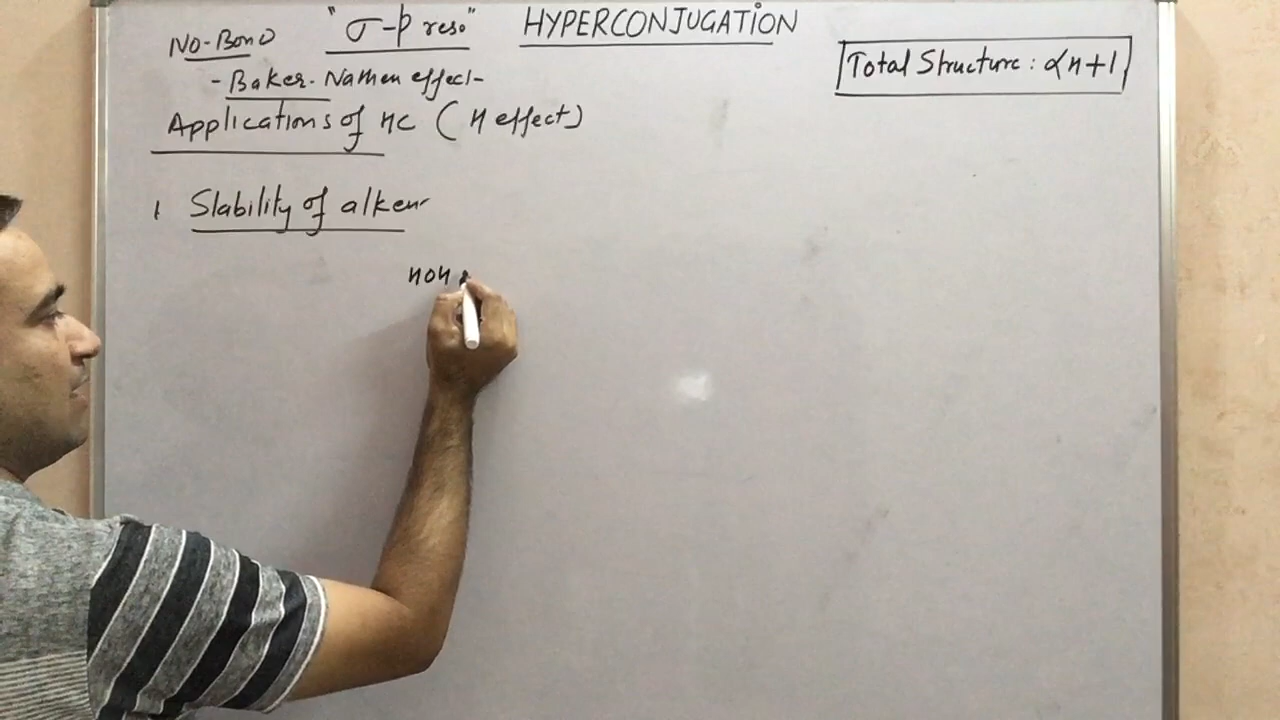 "σ-p reso" HYPERCONJUGATION
NO-BOND
Total Structure: αH+1
-Baker-Nathen effect-
Applications of HC (H effect)
1 Stability of alkene
HOH